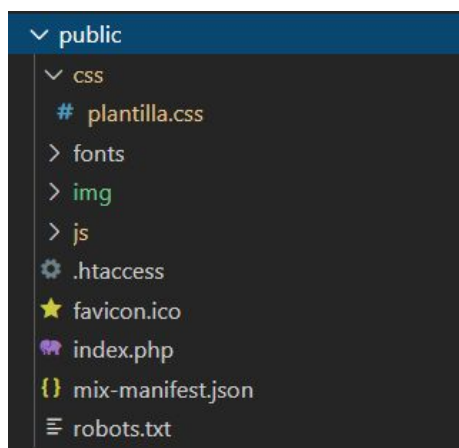 public
css
# plantilla.css
fonts
img
js
.htaccess
favicon.ico
index.php
{} mix-manifest.json
robots.txt